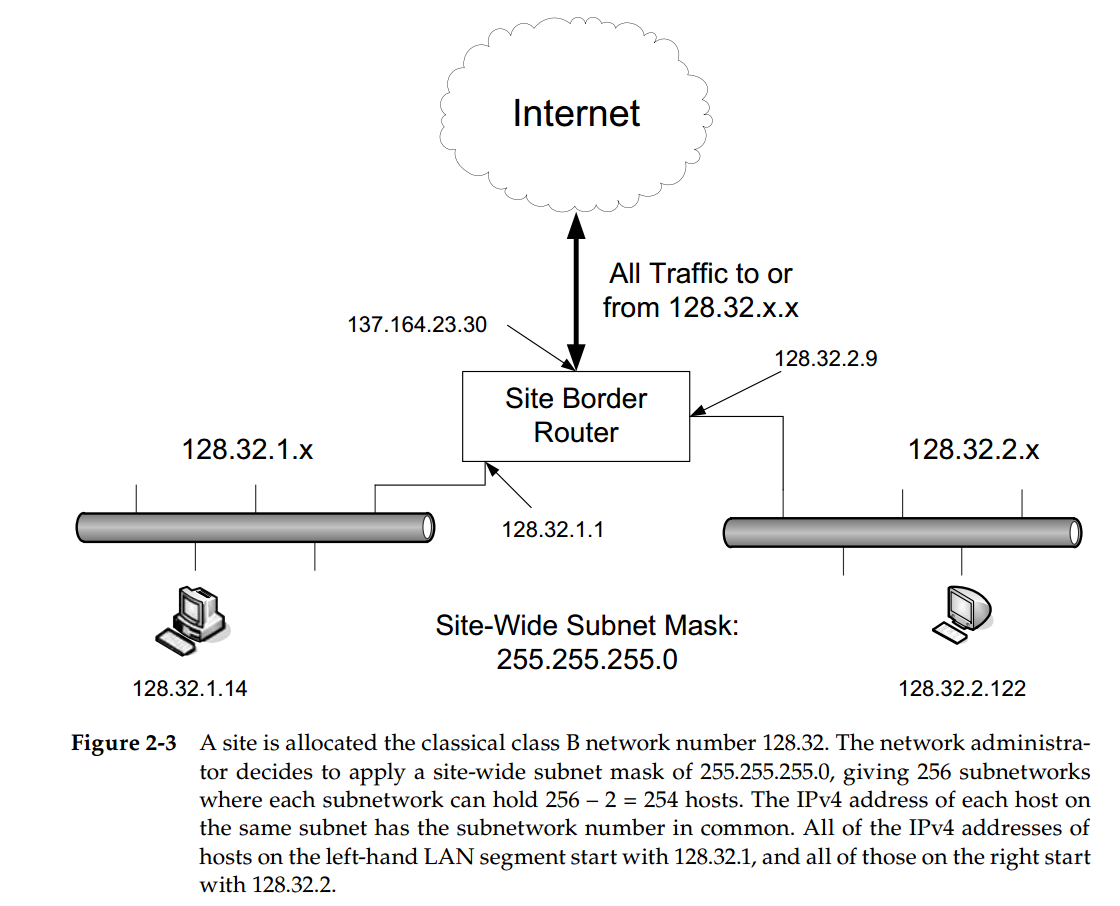 Internet
All Traffic to or
from 128.32.x.x
137.164.23.30
128.32.2.9
Site Border
Router
128.32.1.x
128.32.2.x
128.32.1.1
Site-Wide Subnet Mask:
255.255.255.0
128.32.1.14
128.32.2.122
Figure 2-3 A site is allocated the classical class B network number 128.32. The network administra-
tor decides to apply a site-wide subnet mask of 255.255.255.0, giving 256 subnetworks
where each subnetwork can hold 256 – 2 = 254 hosts. The IPv4 address of each host on
the same subnet has the subnetwork number in common. All of the IPv4 addresses of
hosts on the left-hand LAN segment start with 128.32.1, and all of those on the right start
with 128.32.2.